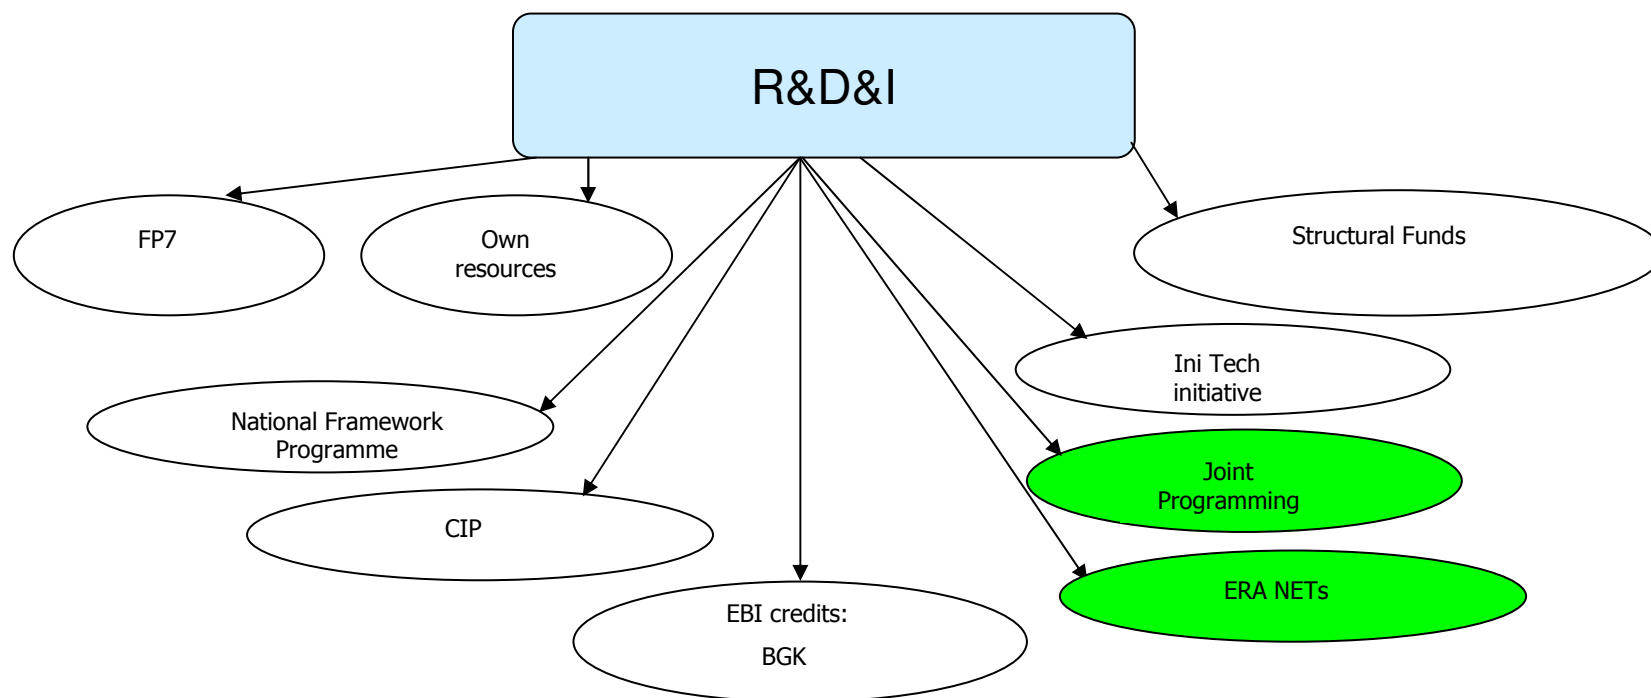 R&D&I
FP7
Own
resources
Structural Funds
Ini Tech
initiative
National Framework
Programme
Joint
Programming
CIP
ERA NETs
EBI credits:
BGK